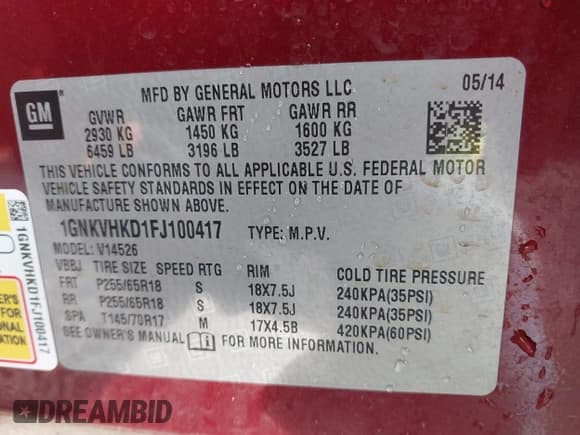 GM
MFD BY GENERAL MOTORS LLC 05/14
GVWR GAWR FRT GAWR RR
2930 KG 1450 KG 1600 KG
6459 LB 3196 LB 3527 LB
THIS VEHICLE CONFORMS TO ALL APPLICABLE U.S. FEDERAL MOTOR
VEHICLE SAFETY STANDARDS IN EFFECT ON THE DATE OF
MANUFACTURE SHOWN ABOVE.
1GNKVHKD1FJ100417 TYPE: M.P.V.
MODEL: V14526
VBBJ TIRE SIZE SPEED RTG RIM COLD TIRE
FRT P255/65R18 S 18X7.5J 240KPA(35PSI)
RR P255/65R18 S 18X7.5J 240KPA(35PSI)
SPA T145/70R17 M 17X4.5B 420KPA(60PSI)
SEE OWNER'S MANUAL FOR MORE INFORMATION.
1GNKVHKD1FJ100417
DREAMBID